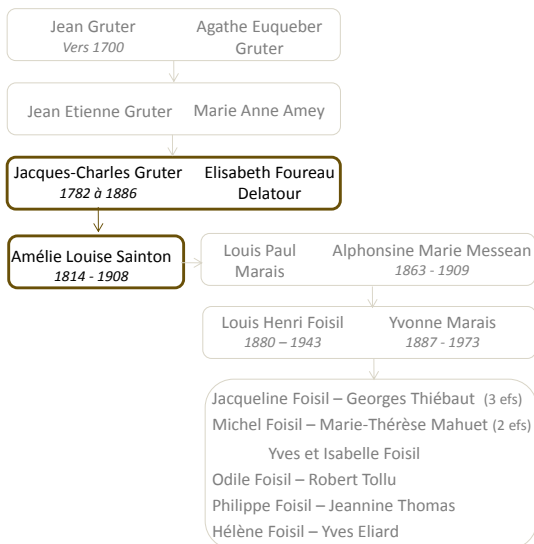 Jean Gruter
Vers 1700
Agathe Euqueber
Gruter
Jean Etienne Gruter
Marie Anne Amey
Jacques-Charles Gruter
1782 à 1886
Elisabeth Foureau
Delatour
Amélie Louise Sainton
1814 - 1908
Louis Paul
Marais
Alphonsine Marie Messean
1863 - 1909
Louis Henri Foisil
1880 – 1943
Yvonne Marais
1887 - 1973
Jacqueline Foisil – Georges Thiébaut (3 efs)
Michel Foisil – Marie-Thérèse Mahuet (2 efs)
Yves et Isabelle Foisil
Odile Foisil – Robert Tollu
Philippe Foisil – Jeannine Thomas
Hélène Foisil – Yves Eliard